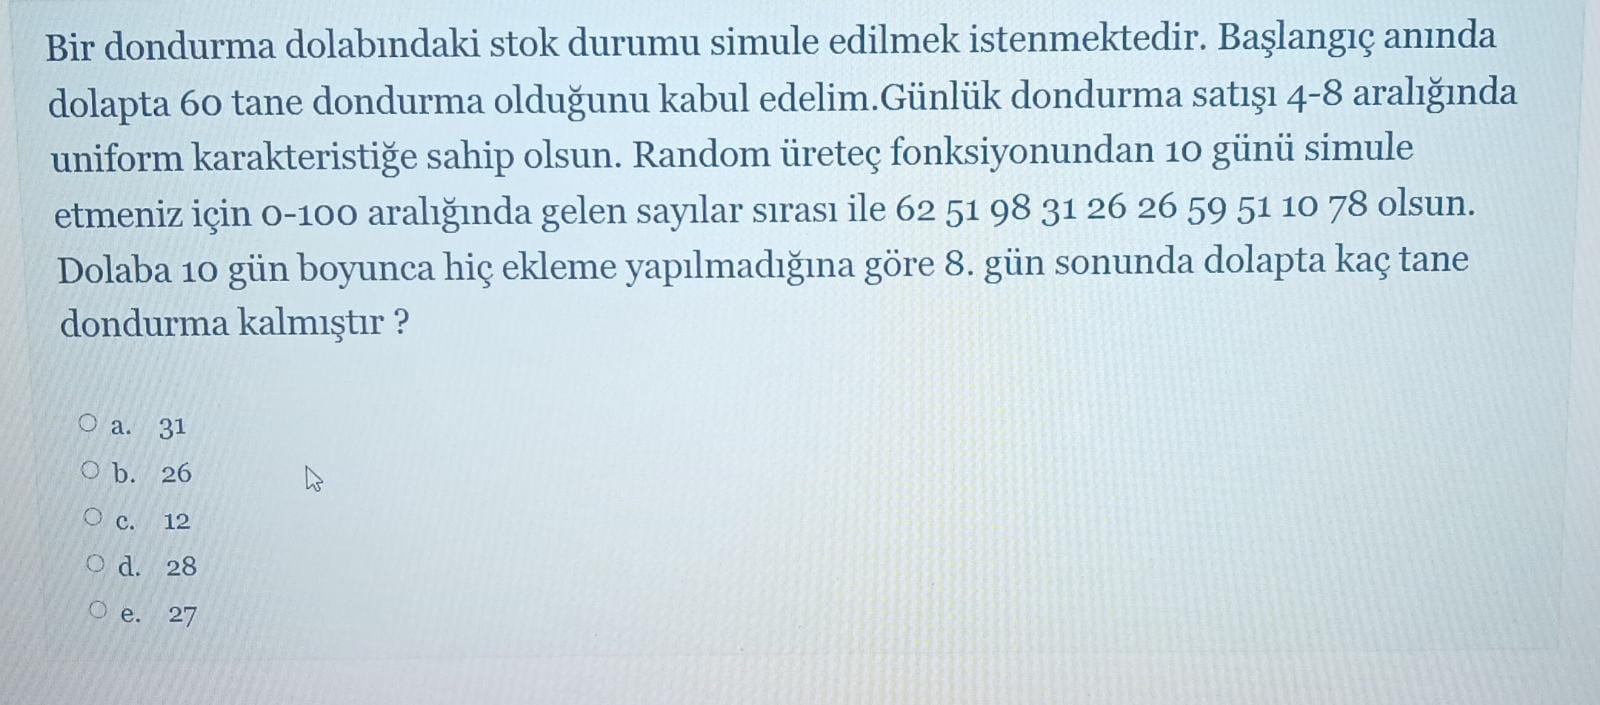 Bir dondurma dolabındaki stok durumu simule edilmek istenmektedir. Başlangıç anında
dolapta 60 tane dondurma olduğunu kabul edelim.Günlük dondurma satışı 4-8 aralığında
uniform karakteristiğe sahip olsun. Random üreteç fonksiyonundan 10 günü simule
etmeniz için 0-100 aralığında gelen sayılar sırası ile 62 51 98 31 26 26 59 51 10 78 olsun.
Dolaba 10 gün boyunca hiç ekleme yapılmadığına göre 8. gün sonunda dolapta kaç tane
dondurma kalmıştır ?
a. 31
b. 26
c. 12
d. 28
e. 27